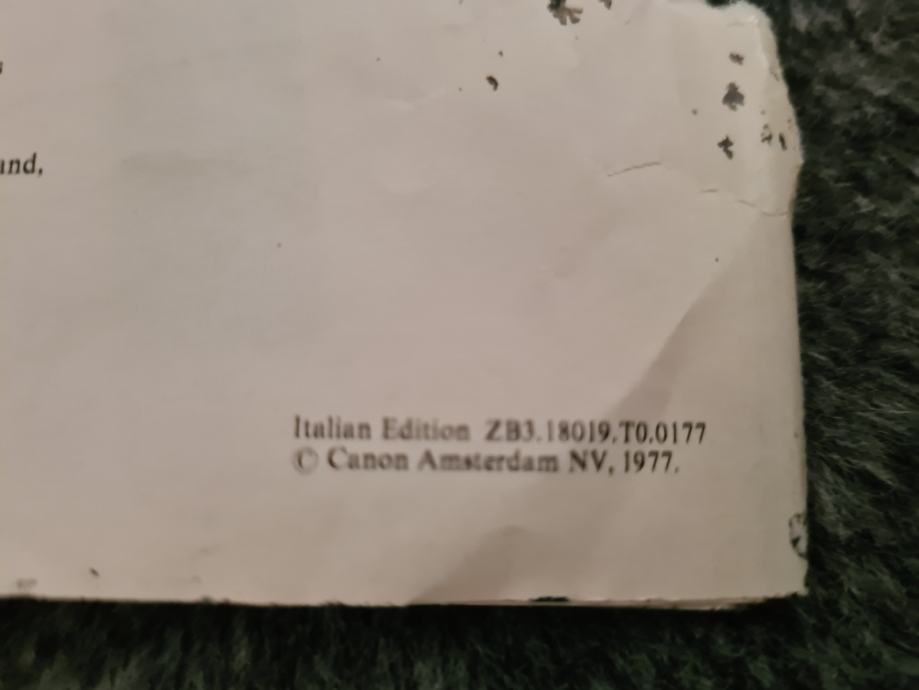 and,
Italian Edition ZB3.18019.T0.0177
© Canon Amsterdam NV, 1977.